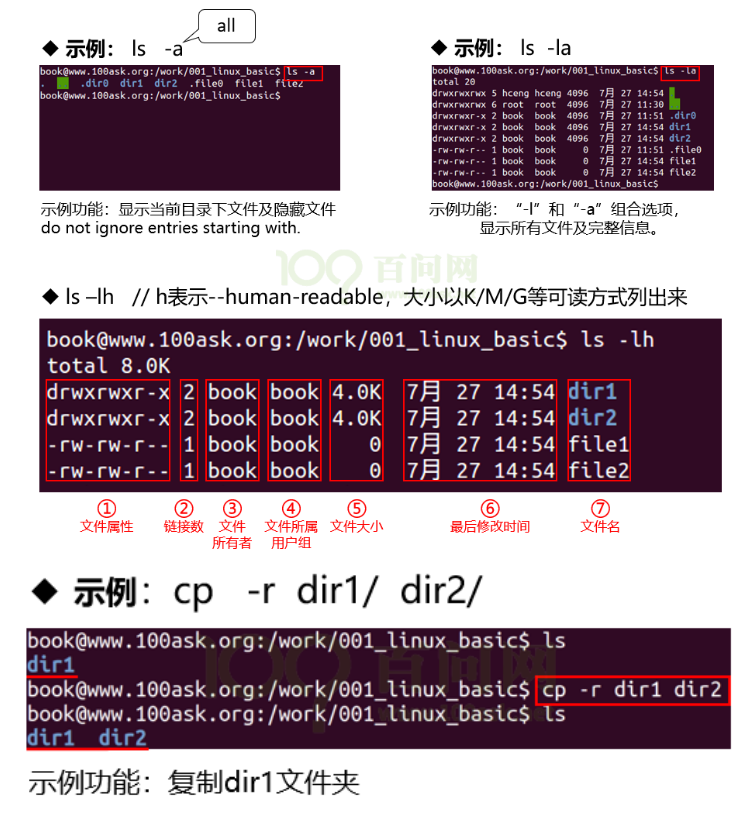 all
◆ 示例： ls -a
book@www.100ask.org:/work/001_linux_basic$ ls -a
. .. .dir0 dir1 dir2 .file0 file1 file2
book@www.100ask.org:/work/001_linux_basic$
示例功能：显示当前目录下文件及隐藏文件
do not ignore entries starting with.
◆ 示例： ls -la
book@www.100ask.org:/work/001_linux_basic$ ls -la
total 20
drwxrwxrwx 5 hceng hceng 4096 7月 27 14:54 .
drwxrwxrwx 6 root root 4096 7月 27 11:30 ..
drwxrwxr-x 2 book book 4096 7月 27 11:51 .dir0
drwxrwxr-x 2 book book 4096 7月 27 14:54 dir1
drwxrwxr-x 2 book book 4096 7月 27 14:54 dir2
-rw-rw-r-- 1 book book 0 7月 27 11:51 .file0
-rw-rw-r-- 1 book book 0 7月 27 14:54 file1
-rw-rw-r-- 1 book book 0 7月 27 14:54 file2
book@www.100ask.org:/work/001_linux_basic$
示例功能： “-l”和“-a”组合选项，
显示所有文件及完整信息。
百问网
◆ ls –lh // h表示--human-readable，大小以K/M/G等可读方式列出来
book@www.100ask.org:/work/001_linux_basic$ ls -lh
total 8.0K
drwxrwxr-x 2 book book 4.0K 7月 27 14:54 dir1
drwxrwxr-x 2 book book 4.0K 7月 27 14:54 dir2
-rw-rw-r-- 1 book book 0 7月 27 14:54 file1
-rw-rw-r-- 1 book book 0 7月 27 14:54 file2
① ② ③ ④ ⑤ ⑥ ⑦
文件属性 链接数 文件 文件所属 文件大小 最后修改时间 文件名
所有者 用户组
◆ 示例：cp -r dir1/ dir2/
book@www.100ask.org:/work/001_linux_basic$ ls
dir1
book@www.100ask.org:/work/001_linux_basic$ cp -r dir1 dir2
book@www.100ask.org:/work/001_linux_basic$ ls
dir1 dir2
百问网
示例功能：复制dir1文件夹